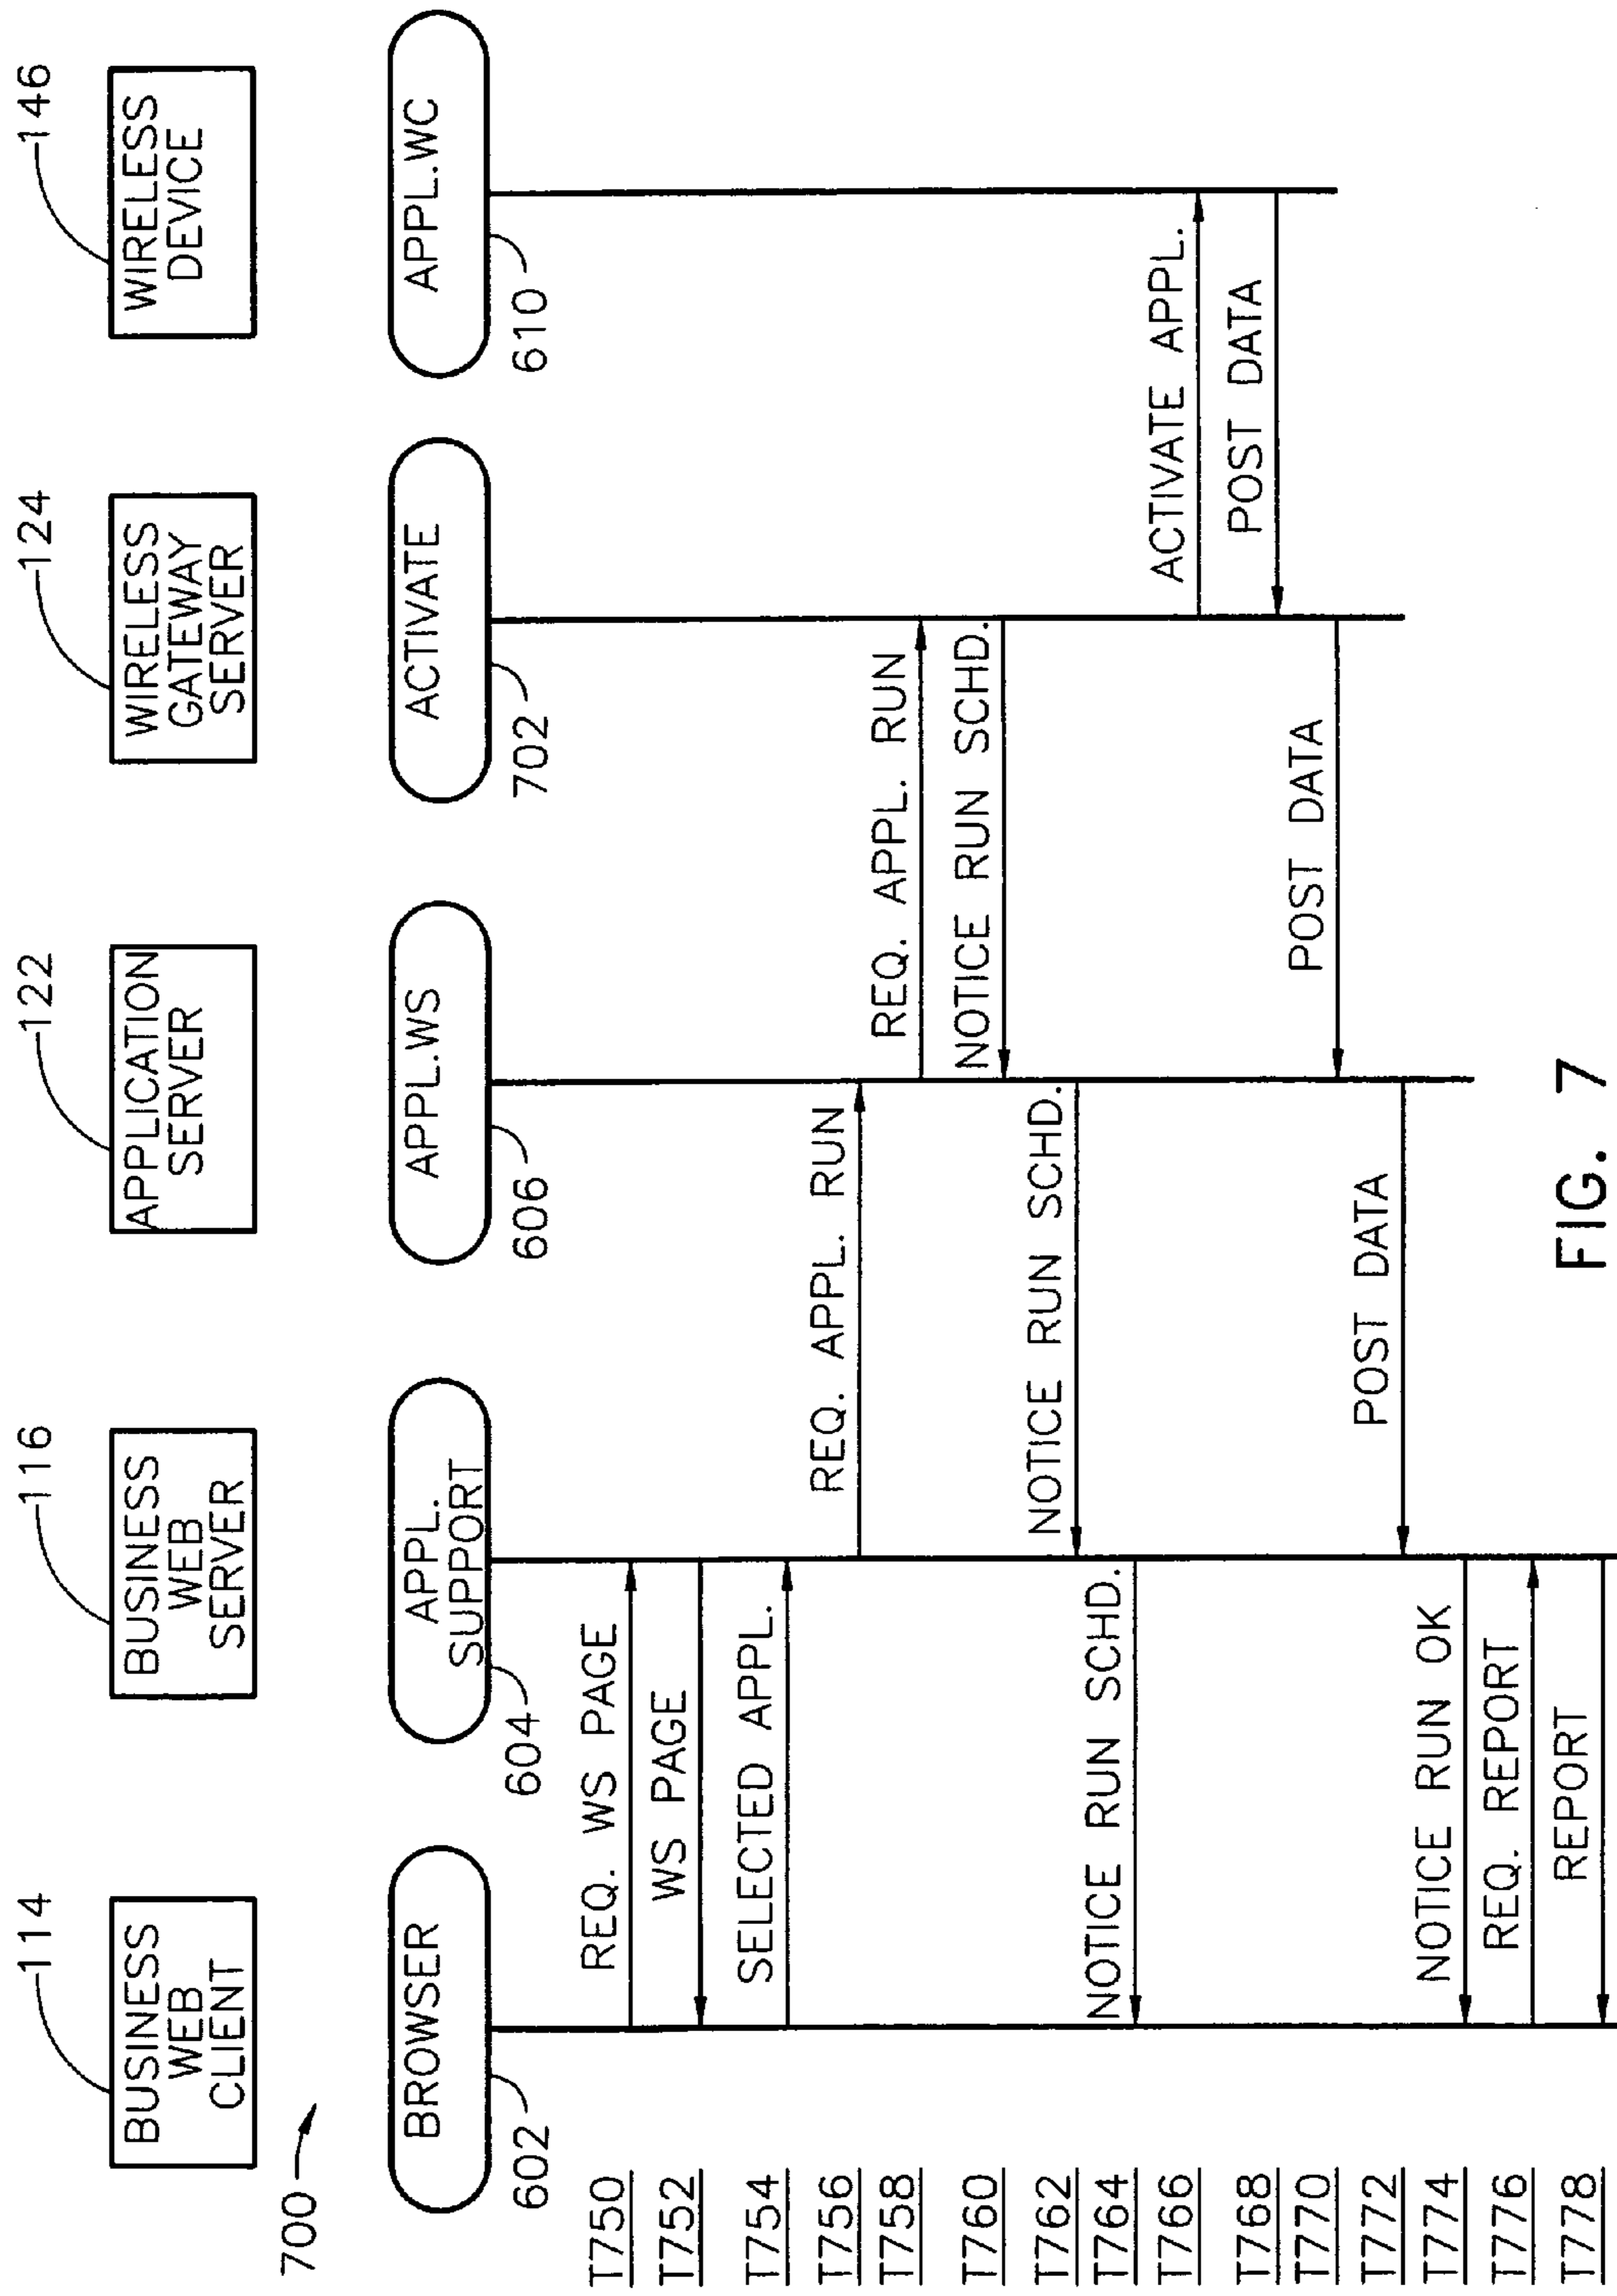 114
116
122
124
146
BUSINESS
WEB
CLIENT
BUSINESS
WEB
SERVER
APPLICATION
SERVER
WIRELESS
GATEWAY
SERVER
WIRELESS
DEVICE
700
BROWSER
APPL.
SUPPORT
APPL.WS
ACTIVATE
APPL.WC
602
604
606
702
610
T750
REQ. WS PAGE
T752
WS PAGE
T754
SELECTED APPL.
T756
REQ. APPL. RUN
T758
REQ. APPL. RUN
T760
NOTICE RUN SCHD.
T762
NOTICE RUN SCHD.
T764
NOTICE RUN SCHD.
T766
ACTIVATE APPL.
T768
POST DATA
T770
POST DATA
T772
POST DATA
T774
NOTICE RUN OK
T776
REQ. REPORT
T778
REPORT
FIG. 7